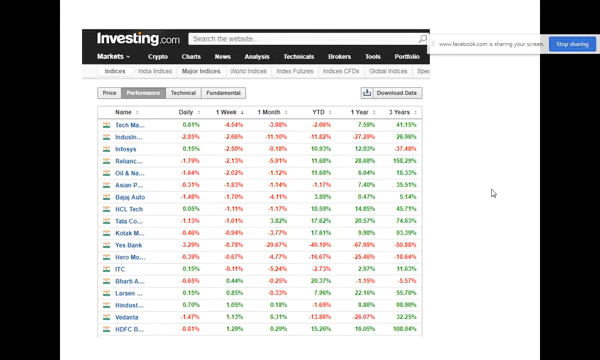 Investing.com
Search the website...
www.facebook.com is sharing your screen.
Stop sharing
Markets Crypto Charts News Analysis Technicals Brokers Tools Portfolio
Indices India Indices Major Indices World Indices Index Futures Indices CFDs Global Indices Spec
Price Performance Technical Fundamental Download Data
Name Daily 1 Week 1 Month YTD 1 Year 3 Years
Tech Ma... 0.61% -4.54% -3.98% -2.06% 7.59% 41.15%
IndusIn... -2.85% -2.66% -11.10% -11.82% -27.29% 26.96%
Infosys 0.15% -2.50% -0.18% 10.93% 12.03% -37.48%
Relianc... -1.79% -2.13% -5.91% 11.68% 28.68% 158.29%
Oil & Na... -1.64% -2.02% -1.12% 11.68% 6.04% 16.33%
Asian P... -0.31% -1.83% -1.14% -1.17% 7.40% 35.51%
Bajaj Auto -1.48% -1.70% -4.11% 3.89% 0.47% 5.14%
HCL Tech 0.05% -1.11% -1.17% 10.59% 14.85% 45.71%
Tata Co... -1.13% -1.01% 3.82% 17.62% 20.57% 74.63%
Kotak M... -0.46% -0.94% -3.77% 17.61% 9.98% 93.39%
Yes Bank -3.29% -0.78% -29.67% -40.19% -67.99% -50.88%
Hero Mo... -0.39% -0.67% -4.77% -16.67% -25.46% -18.64%
ITC 0.15% -0.11% -5.24% -2.73% 2.97% 11.63%
Bharti A... -0.65% 0.44% -0.25% 20.37% -1.15% -5.57%
Larsen ... 0.15% 0.85% -0.33% 7.96% 22.16% 55.70%
Hindust... 0.70% 1.05% 0.18% -1.69% 8.86% 98.90%
Vedanta -1.47% 1.13% 6.31% -13.86% -26.07% 32.25%
HDFC B... -0.81% 1.29% 0.29% 15.26% 16.05% 108.04%